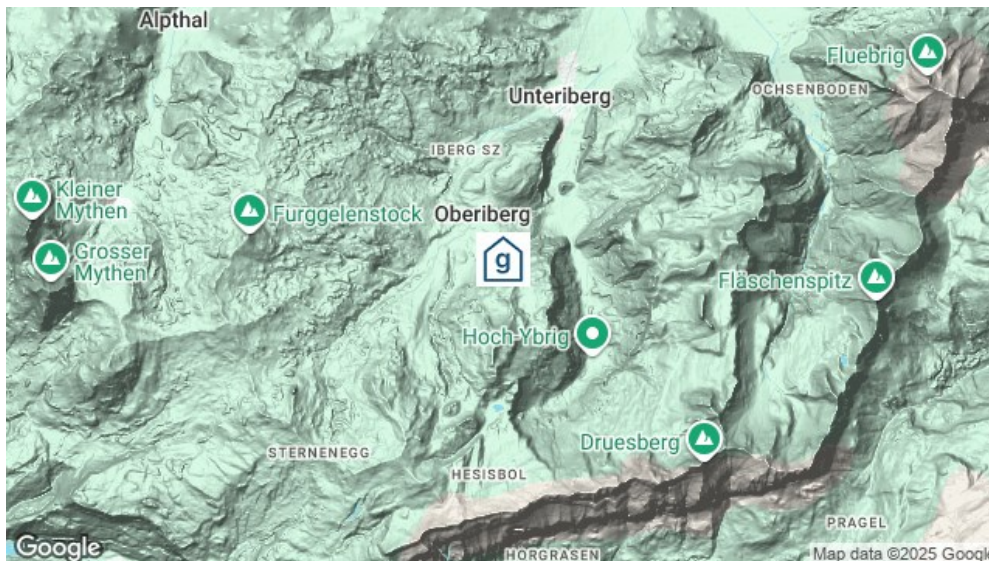 Alpthal
Fluebrig
OCHSENBODEN
Unteriberg
IBERG SZ
Kleiner
Mythen
Furggelenstock
Oberiberg
Grosser
Mythen
g
Fläschenspitz
Hoch-Ybrig
Druesberg
STERNENEGG
HESISBOL
PRAGEL
Google
HORGRASEN
Map data ©2025 Google